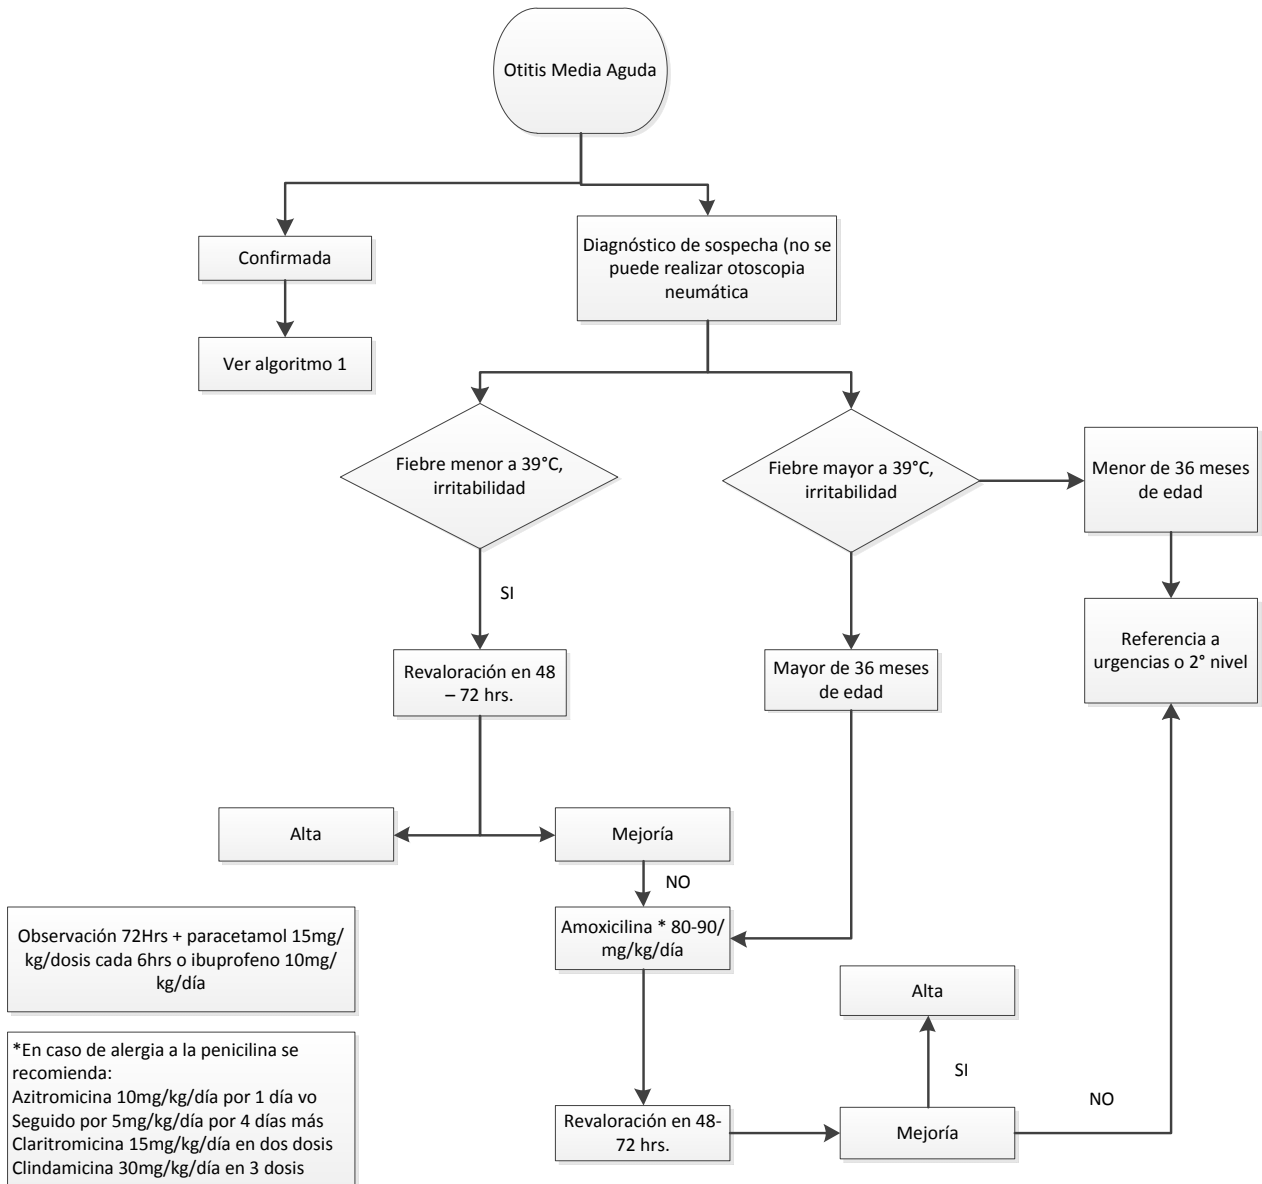 Otitis Media Aguda
Confirmada
Diagnóstico de sospecha (no se
puede realizar otoscopia
neumática
Ver algoritmo 1
Fiebre menor a 39°C,
irritabilidad
Fiebre mayor a 39°C,
irritabilidad
Menor de 36 meses
de edad
SI
Revaloración en 48
– 72 hrs.
Mayor de 36 meses
de edad
Referencia a
urgencias o 2° nivel
Alta
Mejoría
NO
Amoxicilina * 80-90/
mg/kg/día
Observación 72Hrs + paracetamol 15mg/
kg/dosis cada 6hrs o ibuprofeno 10mg/
kg/día
Alta
SI
NO
Revaloración en 48-
72 hrs.
Mejoría
*En caso de alergia a la penicilina se
recomienda:
Azitromicina 10mg/kg/día por 1 día vo
Seguido por 5mg/kg/día por 4 días más
Claritromicina 15mg/kg/día en dos dosis
Clindamicina 30mg/kg/día en 3 dosis